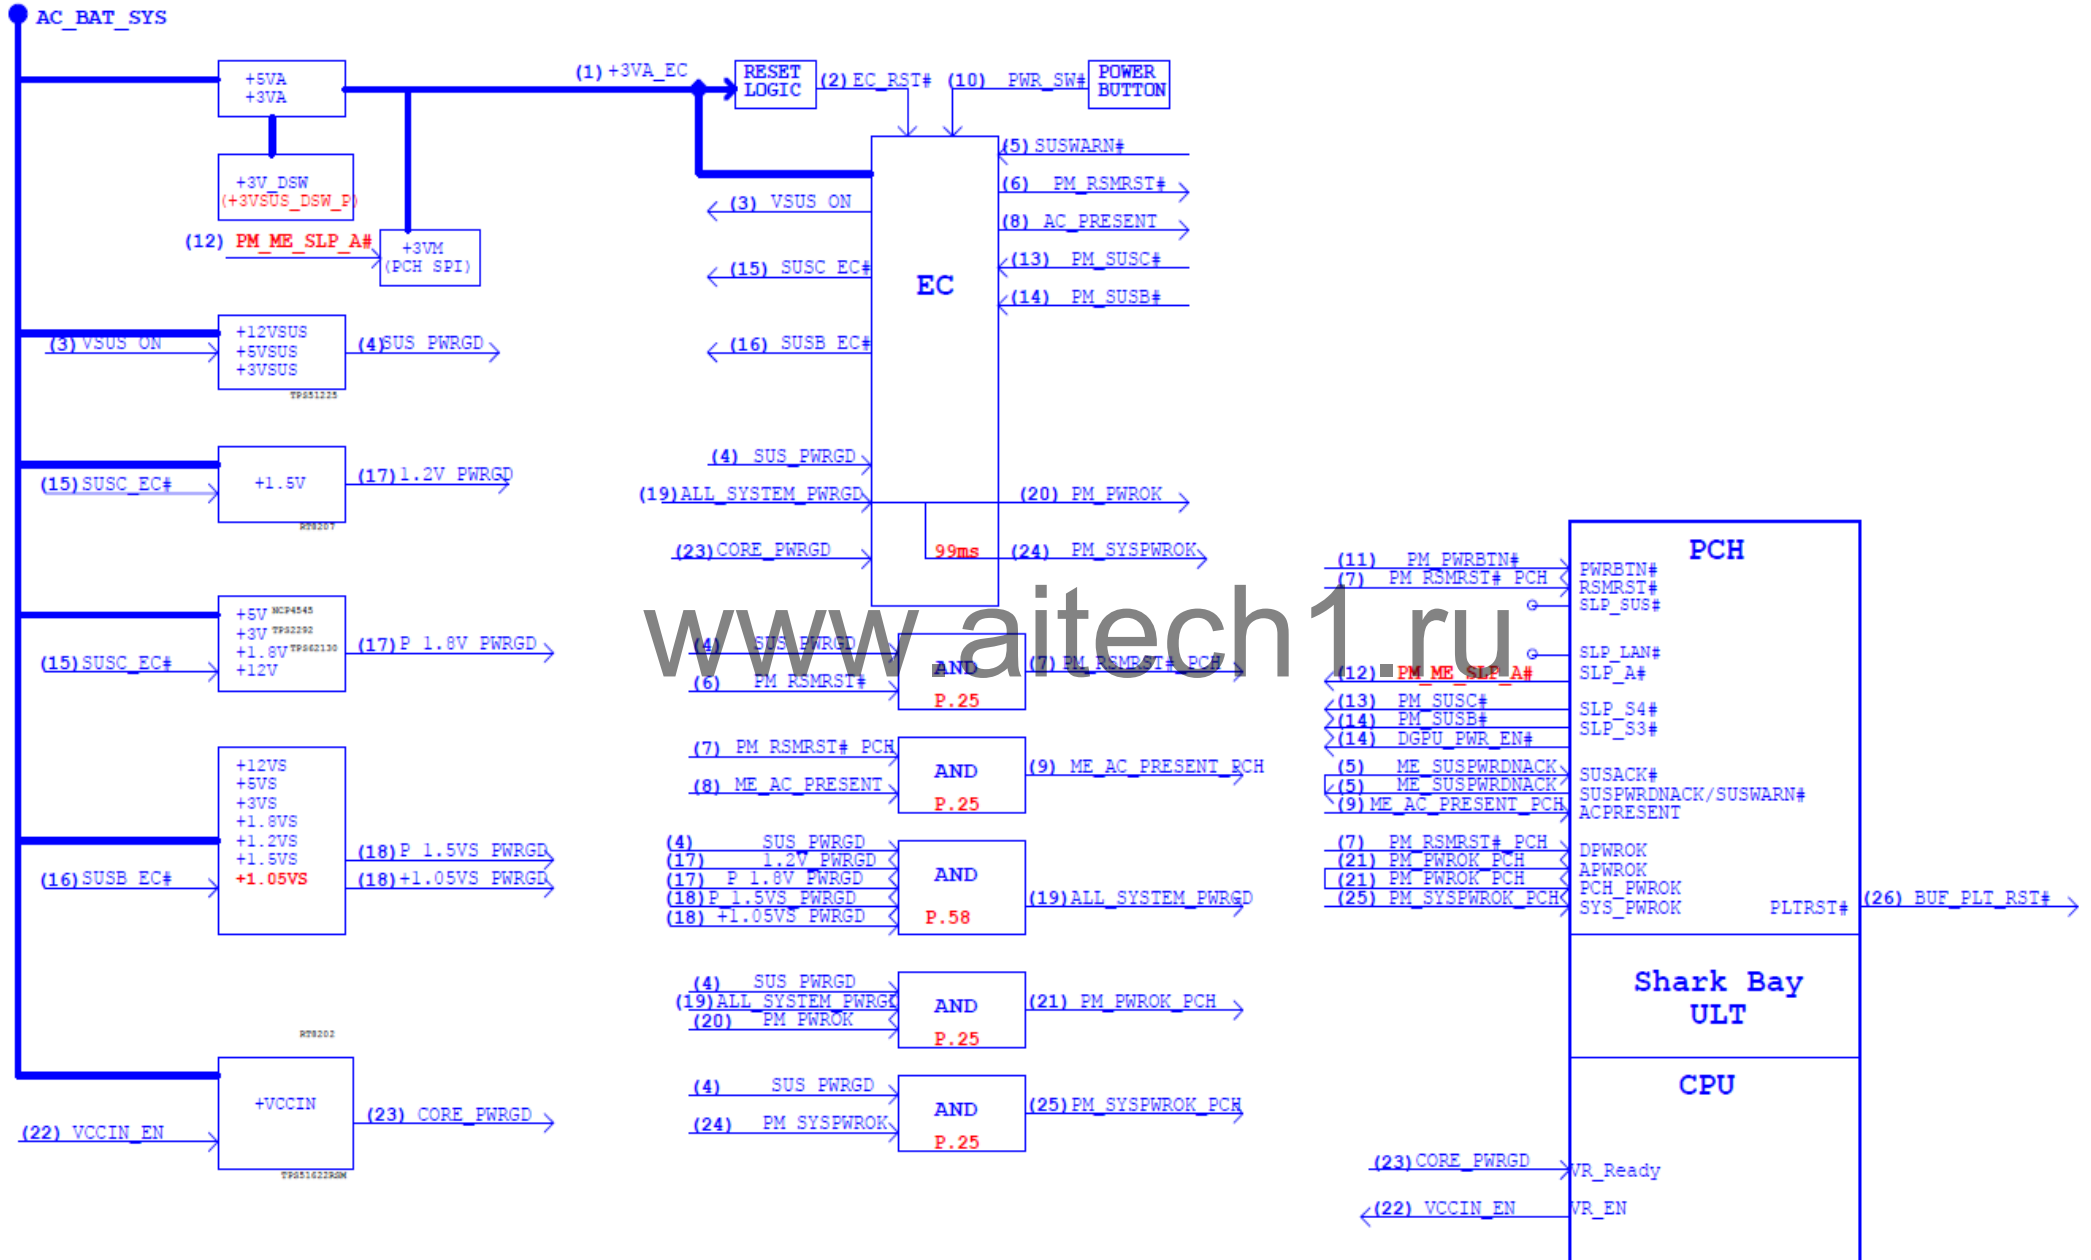 AC_BAT_SYS
+5VA
+3VA
(1) +3VA_EC
RESET
LOGIC
(2) EC_RST#
(10) PWR_SW#
POWER
BUTTON
+3V_DSW
(+3VSUS_DSW_P)
(12) PM_ME_SLP_A#
+3VM
(PCH SPI)
(3) VSUS_ON
+12VSUS
+5VSUS
+3VSUS
TPS51225
(4) SUS_PWRGD
(15) SUSC_EC#
+1.5V
RT8207
(17) 1.2V_PWRGD
(15) SUSC_EC#
+5V NCP4545
+3V TPS2292
+1.8V TPS62130
+12V
(17) P_1.8V_PWRGD
(16) SUSB_EC#
+12VS
+5VS
+3VS
+1.8VS
+1.2VS
+1.5VS
+1.05VS
(18) P_1.5VS_PWRGD
(18) +1.05VS_PWRGD
RT8202
(22) VCCIN_EN
+VCCIN
TPS51622RSM
(23) CORE_PWRGD
EC
(3) VSUS_ON
(15) SUSC_EC#
(16) SUSB_EC#
(4) SUS_PWRGD
(19) ALL_SYSTEM_PWRGD
(23) CORE_PWRGD
(5) SUSWARN#
(6) PM_RSMRST#
(8) AC_PRESENT
(13) PM_SUSC#
(14) PM_SUSB#
(20) PM_PWROK
99ms
(24) PM_SYSPWROK
www.aitech1.ru
(4) SUS_PWRGD
(6) PM_RSMRST#
AND
P.25
(7) PM_RSMRST#_PCH
(7) PM_RSMRST#_PCH
(8) ME_AC_PRESENT
AND
P.25
(9) ME_AC_PRESENT_PCH
(4) SUS_PWRGD
(17) 1.2V_PWRGD
(17) P_1.8V_PWRGD
(18) P_1.5VS_PWRGD
(18) +1.05VS_PWRGD
AND
P.58
(19) ALL_SYSTEM_PWRGD
(4) SUS_PWRGD
(19) ALL_SYSTEM_PWRGD
(20) PM_PWROK
AND
P.25
(21) PM_PWROK_PCH
(4) SUS_PWRGD
(24) PM_SYSPWROK
AND
P.25
(25) PM_SYSPWROK_PCH
PCH
(11) PM_PWRBTN# PWRBTN#
(7) PM_RSMRST#_PCH RSMRST#
SLP_SUS#
SLP_LAN#
(12) PM_ME_SLP_A# SLP_A#
(13) PM_SUSC# SLP_S4#
(14) PM_SUSB# SLP_S3#
(14) DGPU_PWR_EN#
(5) ME_SUSPWRDNACK SUSACK#
(5) ME_SUSPWRDNACK SUSPWRDNACK/SUSWARN#
(9) ME_AC_PRESENT_PCH ACPRESENT
(7) PM_RSMRST#_PCH DPWROK
(21) PM_PWROK_PCH APWROK
(21) PM_PWROK_PCH PCH_PWROK
(25) PM_SYSPWROK_PCH SYS_PWROK
PLTRST# (26) BUF_PLT_RST#
Shark Bay
ULT
CPU
(23) CORE_PWRGD VR_Ready
(22) VCCIN_EN VR_EN